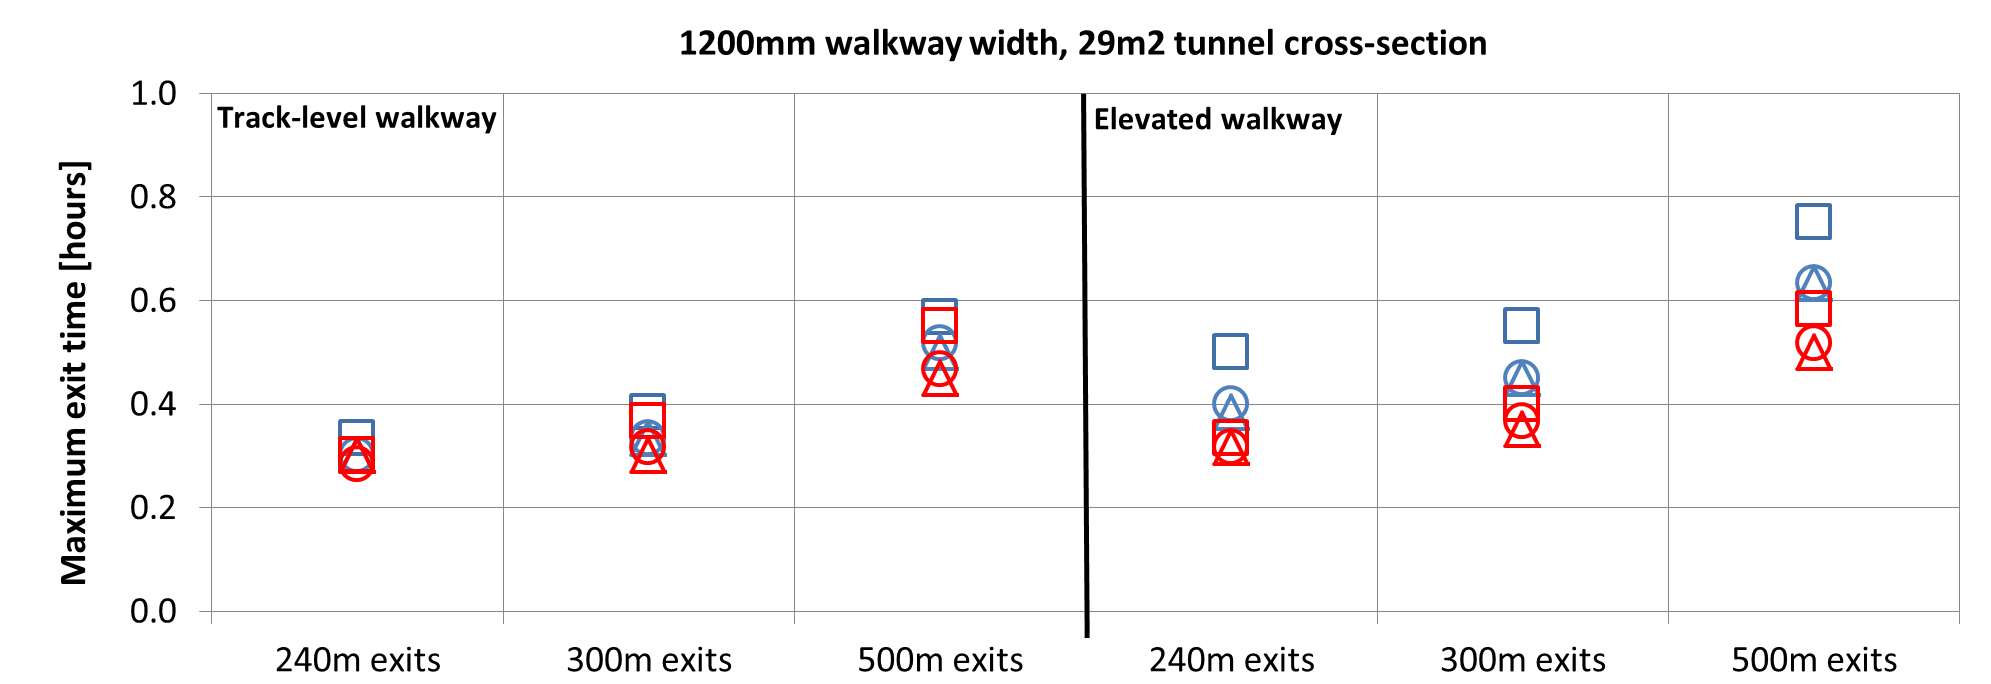 1200mm walkway width, 29m2 tunnel cross-section
Maximum exit time [hours]
1.0
0.8
0.6
0.4
0.2
0.0
Track-level walkway
Elevated walkway
240m exits
300m exits
500m exits
240m exits
300m exits
500m exits